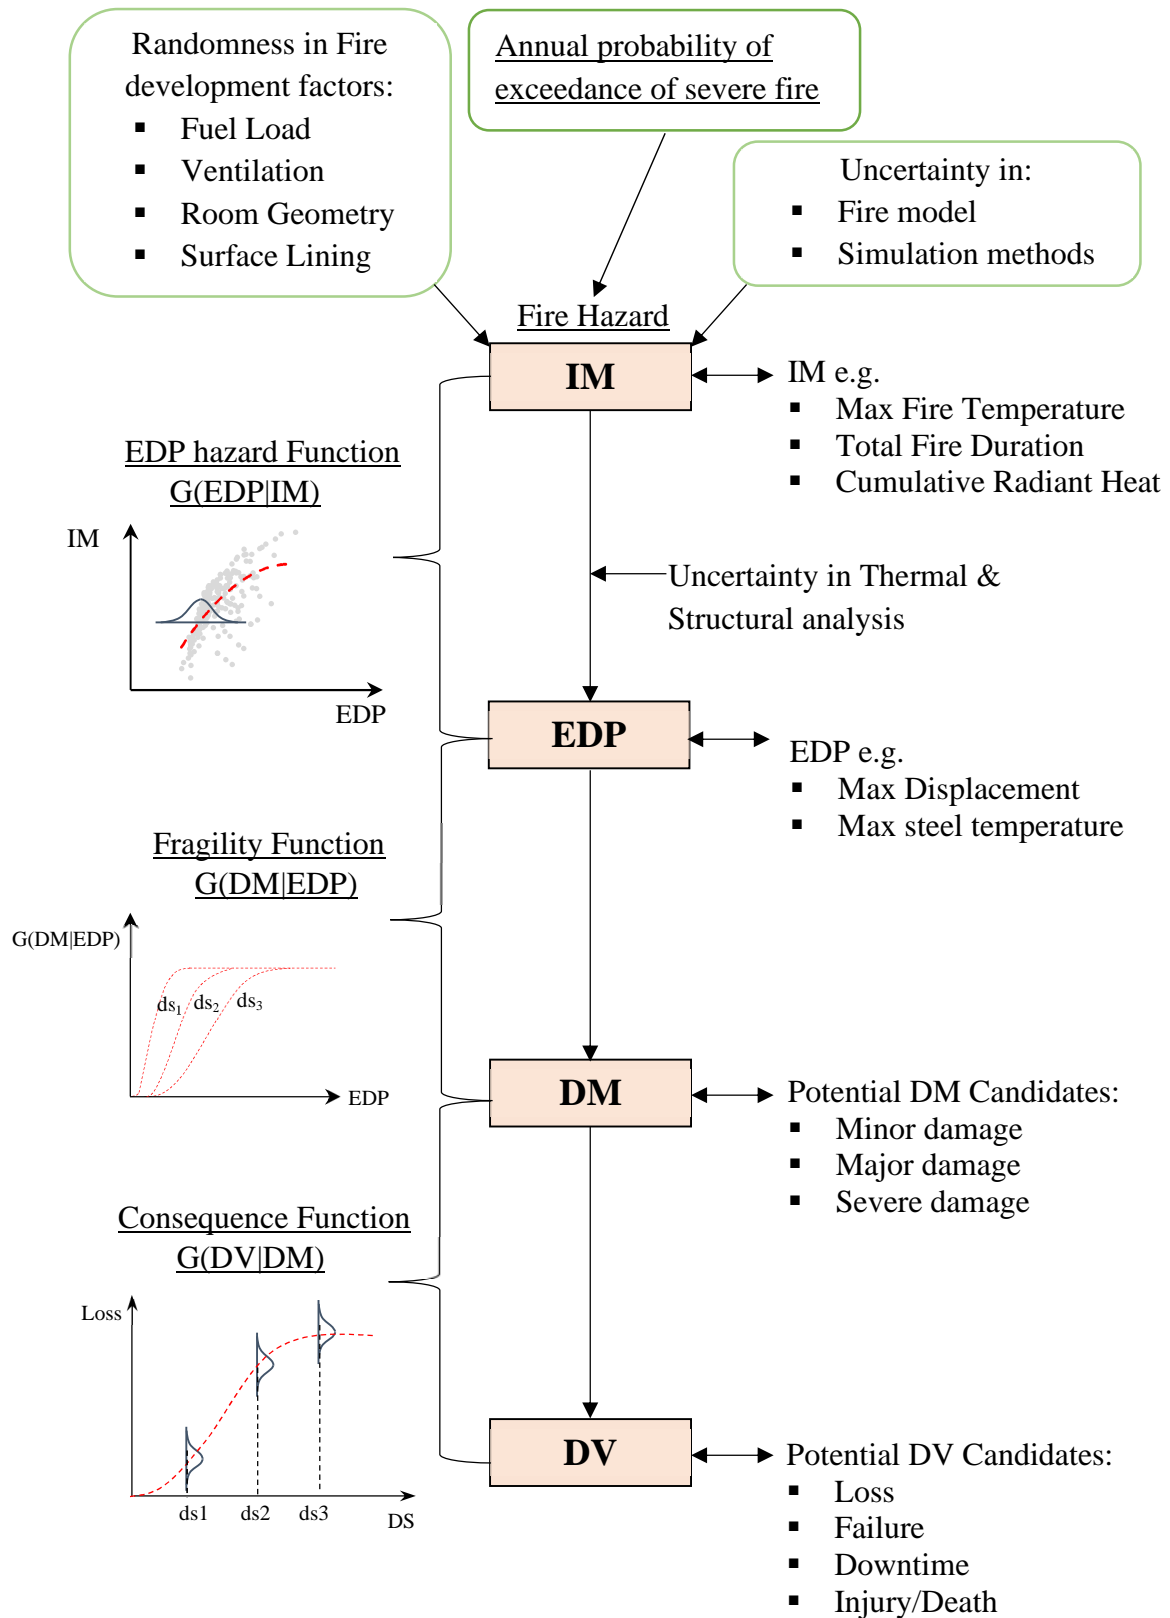 Randomness in Fire
development factors:
▪ Fuel Load
▪ Ventilation
▪ Room Geometry
▪ Surface Lining
Annual probability of
exceedance of severe fire
Uncertainty in:
▪ Fire model
▪ Simulation methods
Fire Hazard
IM
IM e.g.
▪ Max Fire Temperature
▪ Total Fire Duration
▪ Cumulative Radiant Heat
EDP hazard Function
G(EDP|IM)
IM
EDP
Uncertainty in Thermal &
Structural analysis
EDP
EDP e.g.
▪ Max Displacement
▪ Max steel temperature
Fragility Function
G(DM|EDP)
G(DM|EDP)
ds1 ds2 ds3
EDP
DM
Potential DM Candidates:
▪ Minor damage
▪ Major damage
▪ Severe damage
Consequence Function
G(DV|DM)
Loss
ds1 ds2 ds3
DS
DV
Potential DV Candidates:
▪ Loss
▪ Failure
▪ Downtime
▪ Injury/Death